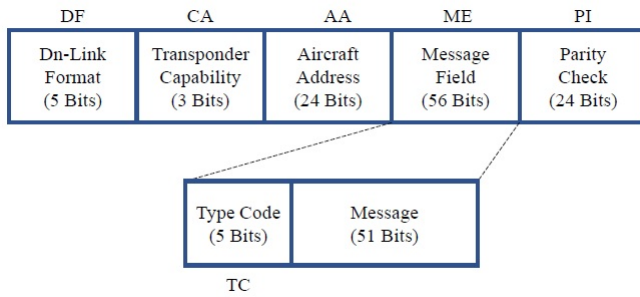 DF CA AA ME PI
Dn-Link Transponder Aircraft Message Parity
Format Capability Address Field Check
(5 Bits) (3 Bits) (24 Bits) (56 Bits) (24 Bits)
Type Code Message
(5 Bits) (51 Bits)
TC